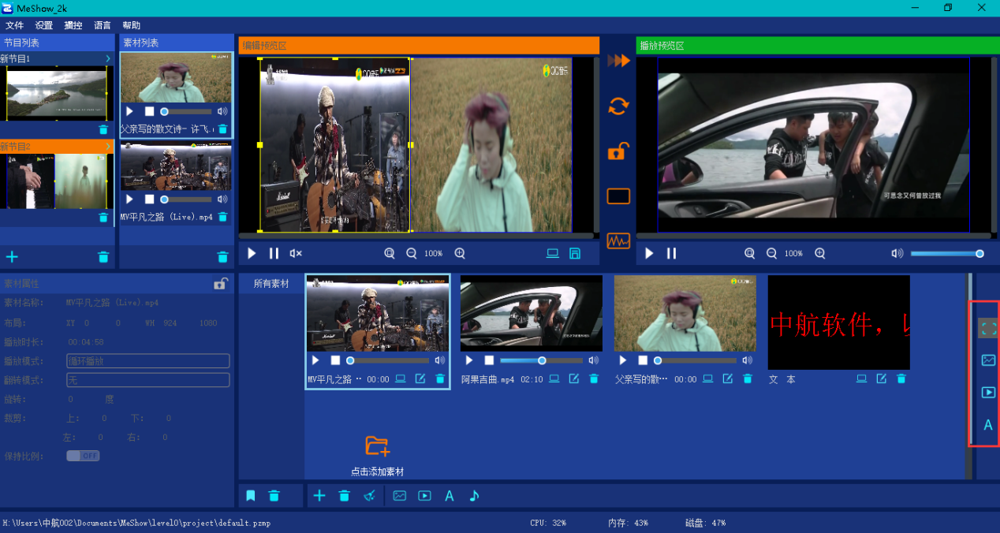 MeShow_2k
文件 设置 播控 语言 帮助
节目列表
素材列表
编辑预览区
播放预览区
新节目1
新节目2
父亲写的散文诗- 许飞.
MV平凡之路 (Live).mp4
QQ音乐
QQ音乐
Marshall
可思念又何曾放过我
100%
100%
素材属性
素材名称: MV平凡之路 (Live).mp4
布局: XY 0 0 WH 924 1080
播放时长: 00:04:58
播放模式: 循环播放
翻转模式: 无
旋转: 0 度
裁剪: 上: 0 下: 0
左: 0 右: 0
保持比例: OFF
所有素材
MV平凡之路 ··· 00:00
阿果吉曲.mp4 02:10
父亲写的散··· 00:00
中航软件，
文 本
A
点击添加素材
A
H:\Users\中航002\Documents\MeShow\level0\project\default.pzmp
CPU: 32%
内存: 43%
磁盘: 47%